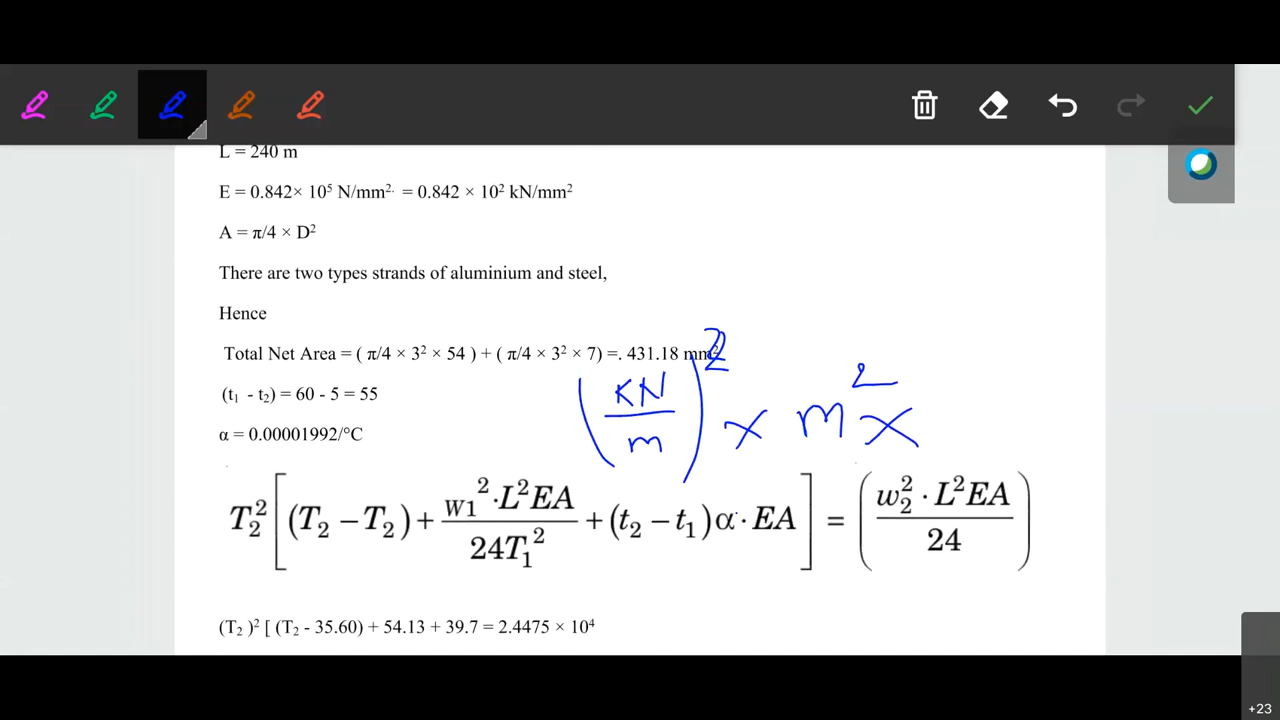 L = 240 m
E = 0.842× 10⁵ N/mm²· = 0.842 × 10² kN/mm²
A = π/4 × D²
There are two types strands of aluminium and steel,
Hence
Total Net Area = ( π/4 × 3² × 54 ) + ( π/4 × 3² × 7) =. 431.18 mm²
(t₁ - t₂) = 60 - 5 = 55
α = 0.00001992/°C
(KN/m)² × m² ×
T₂² [ (T₂ − T₂) + w₁²·L²EA / 24T₁² + (t₂ − t₁)α·EA ] = ( w₂²·L²EA / 24 )
(T₂ )² [ (T₂ - 35.60) + 54.13 + 39.7 = 2.4475 × 10⁴
+23